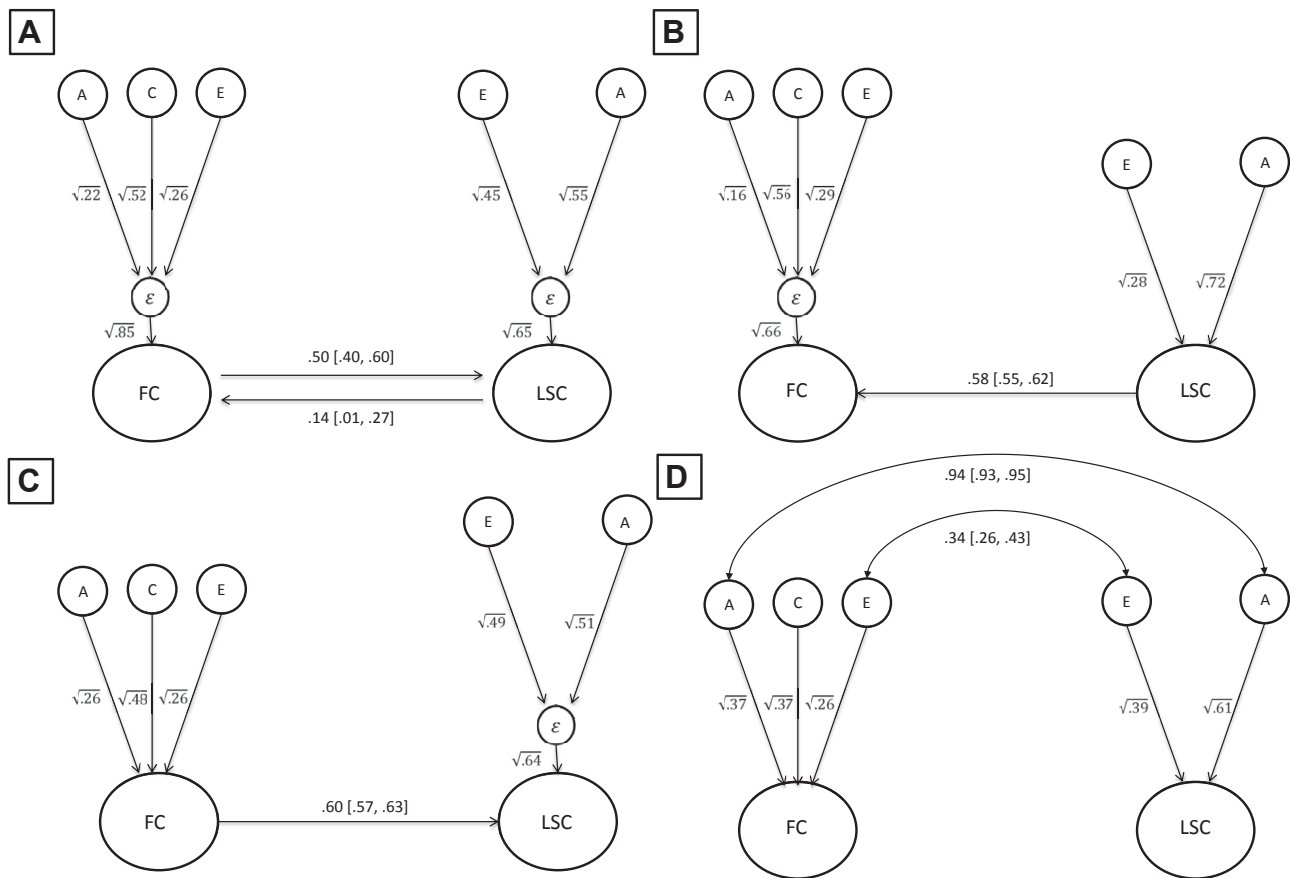 A
A C E
E A
√.22 √.52 √.26
√.45 √.55
ε
ε
√.85
√.65
.50 [.40, .60]
FC
LSC
.14 [.01, .27]
B
A C E
E A
√.16 √.56 √.29
√.28 √.72
ε
√.66
.58 [.55, .62]
FC
LSC
C
E A
A C E
√.49 √.51
√.26 √.48 √.26
ε
√.64
.60 [.57, .63]
FC
LSC
D
.94 [.93, .95]
.34 [.26, .43]
A C E
E A
√.37 √.37 √.26
√.39 √.61
FC
LSC